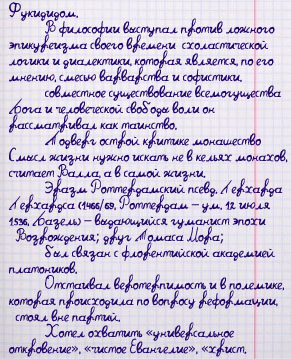 Фукидидом.
В философии выступал против ложного
эпикуреизма своего времени схоластической
логики и диалектики, которая является, по его
мнению, смесью варварства и софистики,
совместное существование всемогущества
Бога и человеческой свободы воли он
рассматривал как таинство.
Подверг острой критике монашество
Смысл жизни нужно искать не в кельях монахов,
считает Валла, а в самой жизни.
Эразм Роттердамский псевд. Герхарда
Герхардса (1466/69, Роттердам – ум. 12 июля
1536, Базель) – выдающийся гуманист эпохи
Возрождения; друг Томаса Мора;
был связан с флорентийской академией
платоников.
Отстаивал веротерпимость и в полемике,
которая происходила по вопросу реформации,
стоял вне партий.
Хотел охватить «универсальное
откровение», «чистое Евангелие», «христ.